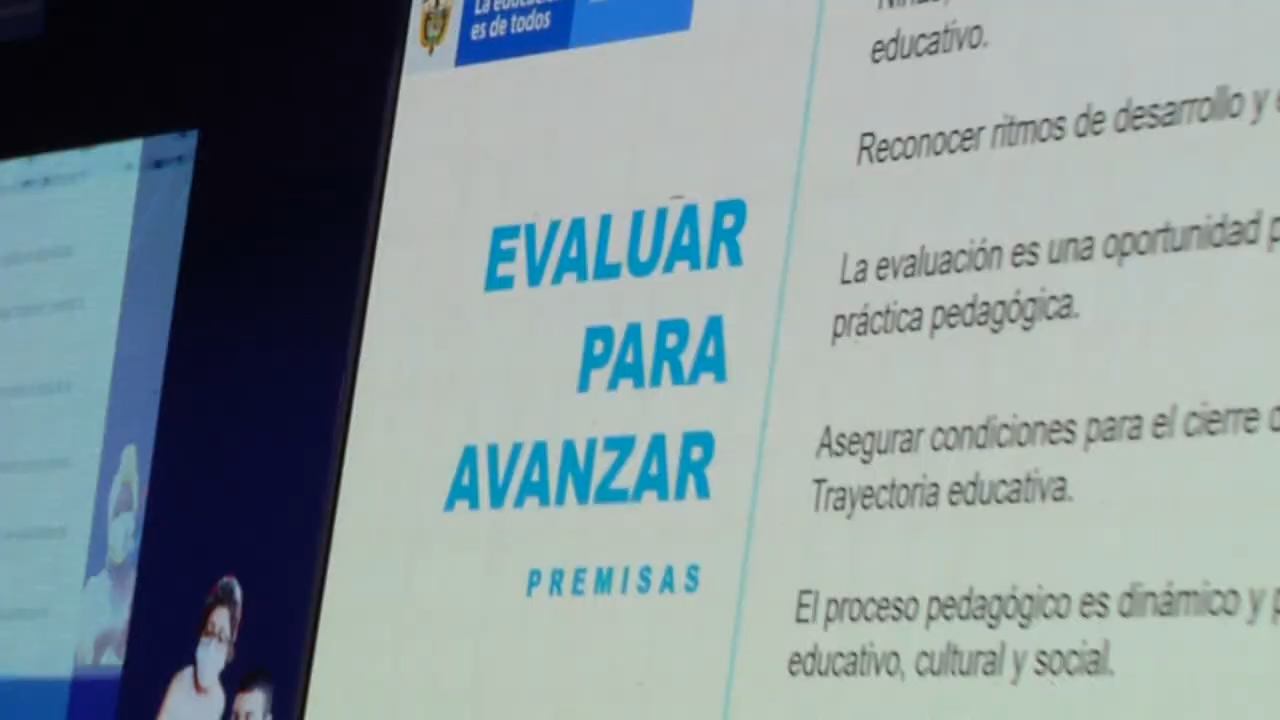 La educación
es de todos
EVALUAR
PARA
AVANZAR
PREMISAS
educativo.
Reconocer ritmos de desarrollo y
La evaluación es una oportunidad
práctica pedagógica.
Asegurar condiciones para el cierre
Trayectoria educativa.
El proceso pedagógico es dinámico y
educativo, cultural y social.